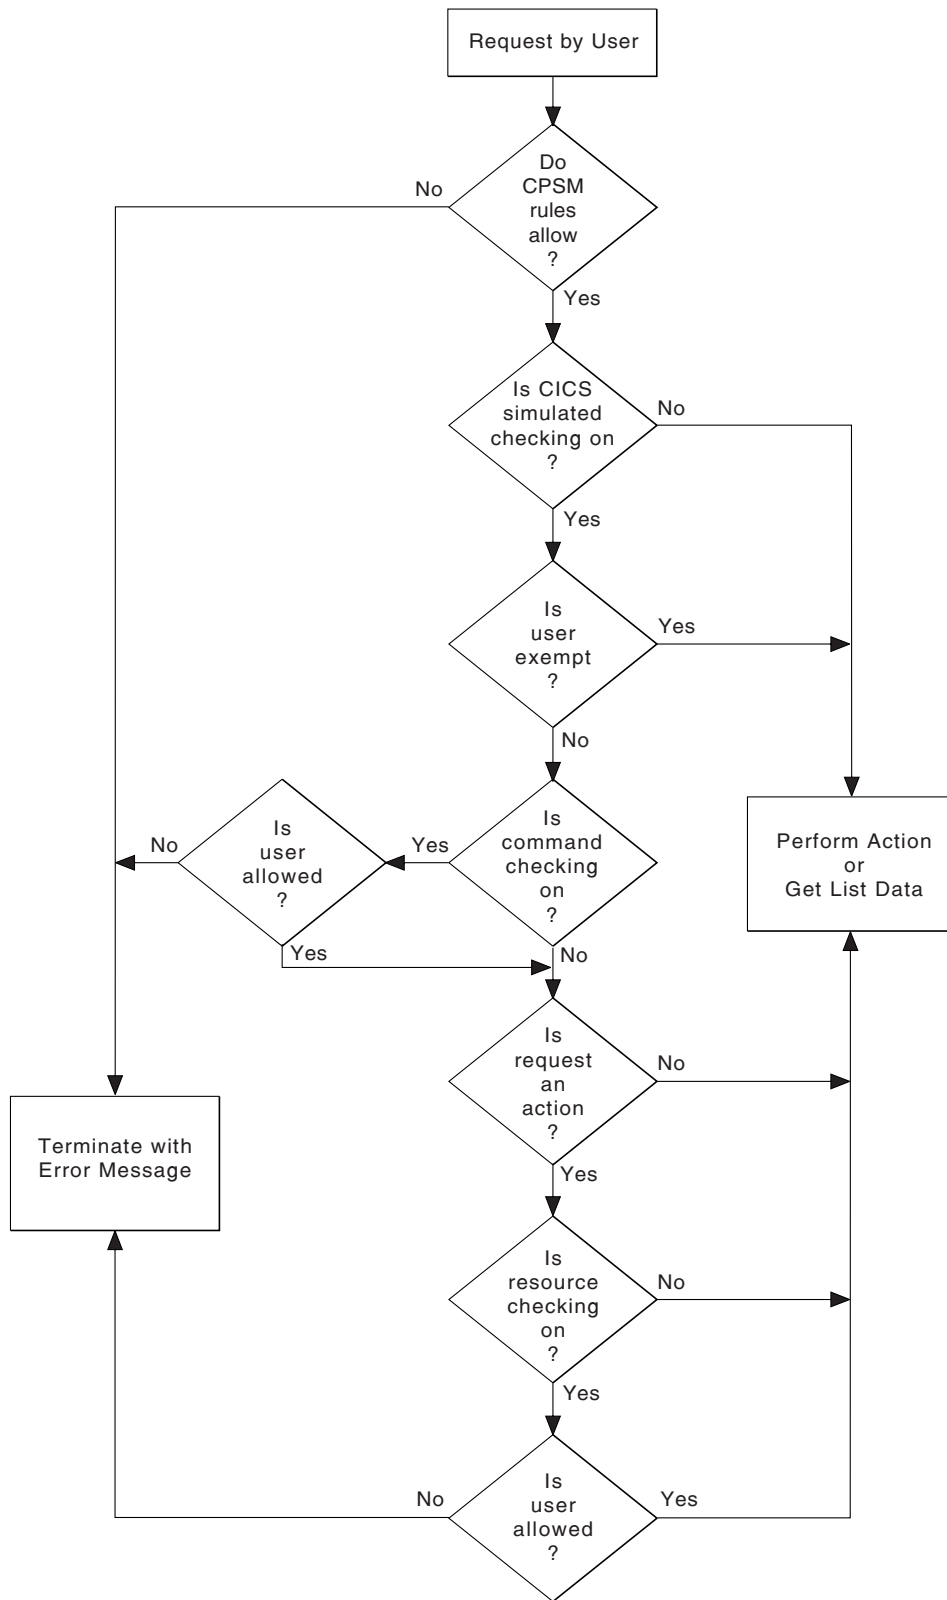 Request by User
Do
CPSM
rules
allow
?
No
Yes
Is CICS
simulated
checking on
?
No
Yes
Is
user
exempt
?
Yes
No
Is
command
checking
on
?
Yes
No
Is
user
allowed
?
No
Yes
Perform Action
or
Get List Data
Is
request
an
action
?
No
Yes
Terminate with
Error Message
Is
resource
checking
on
?
No
Yes
Is
user
allowed
?
No
Yes